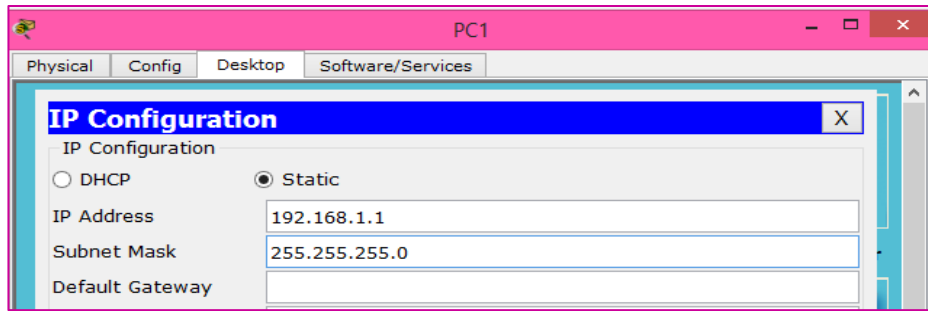 PC1
Physical Config Desktop Software/Services
IP Configuration X
IP Configuration
DHCP Static
IP Address 192.168.1.1
Subnet Mask 255.255.255.0
Default Gateway